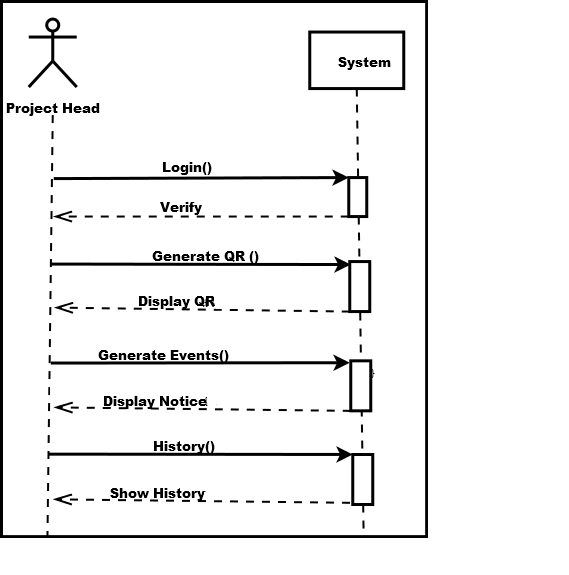 System
Project Head
Login()
Verify
Generate QR ()
Display QR
Generate Events()
Display Notice
History()
Show History